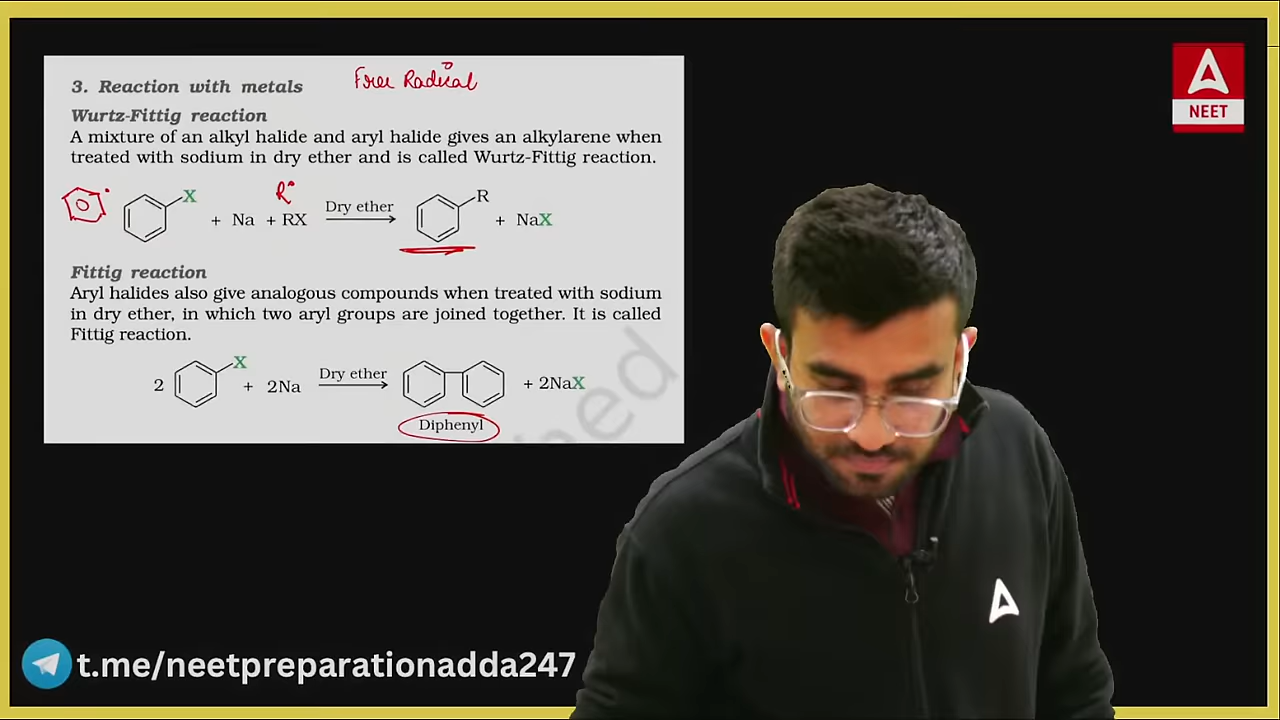 3. Reaction with metals
Free Radical
Wurtz-Fittig reaction
A mixture of an alkyl halide and aryl halide gives an alkylarene when
treated with sodium in dry ether and is called Wurtz-Fittig reaction.
X + Na + RX Dry ether R + NaX
R•
Fittig reaction
Aryl halides also give analogous compounds when treated with sodium
in dry ether, in which two aryl groups are joined together. It is called
Fittig reaction.
2 X + 2Na Dry ether + 2NaX
Diphenyl
NEET
t.me/neetpreparationadda247